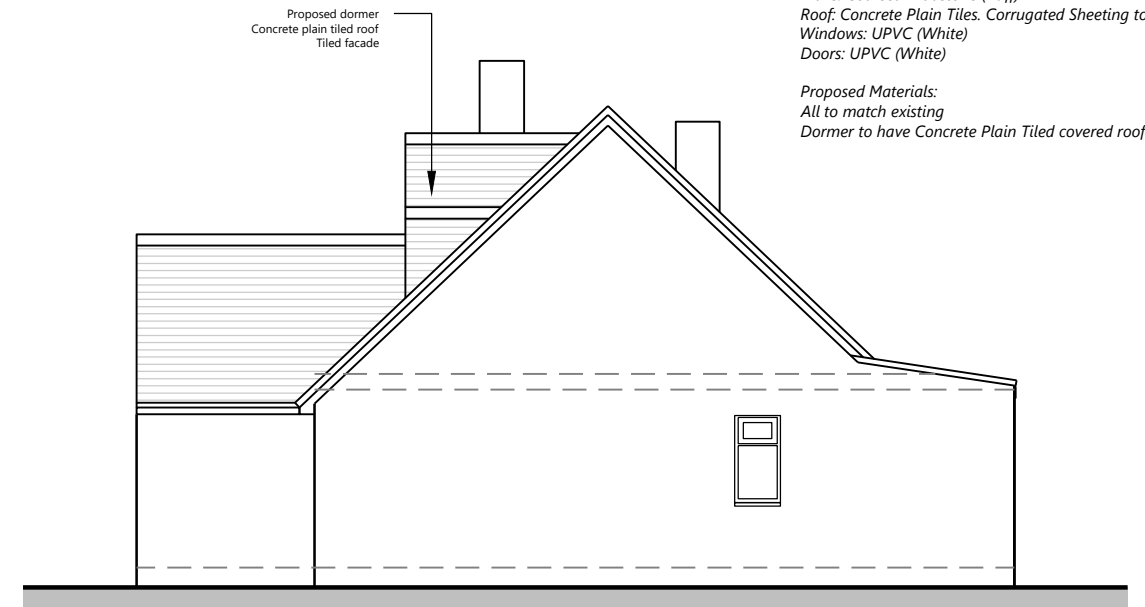 Proposed dormer
Concrete plain tiled roof
Tiled facade
Roof: Concrete Plain Tiles. Corrugated Sheeting to
Windows: UPVC (White)
Doors: UPVC (White)
Proposed Materials:
All to match existing
Dormer to have Concrete Plain Tiled covered roof